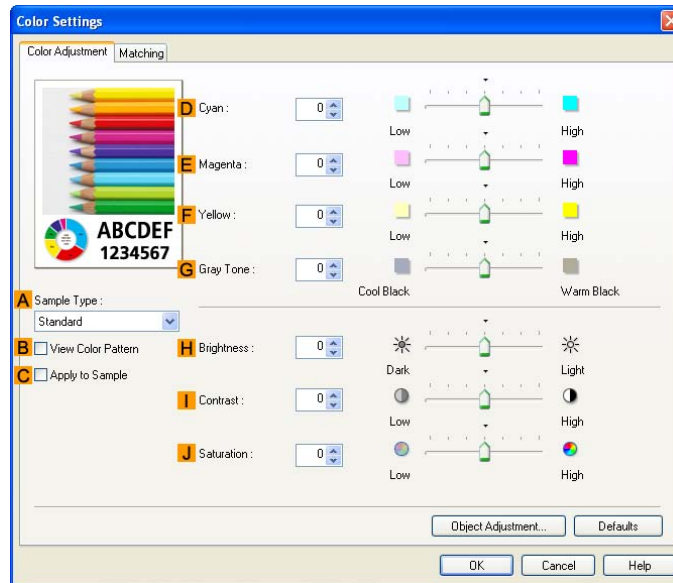 Color Settings
Color Adjustment Matching
ABCDEF
1234567
A Sample Type :
Standard
B View Color Pattern
C Apply to Sample
D Cyan : 0
Low High
E Magenta : 0
Low High
F Yellow : 0
Low High
G Gray Tone : 0
Cool Black Warm Black
H Brightness : 0
Dark Light
I Contrast : 0
Low High
J Saturation : 0
Low High
Object Adjustment... Defaults
OK Cancel Help